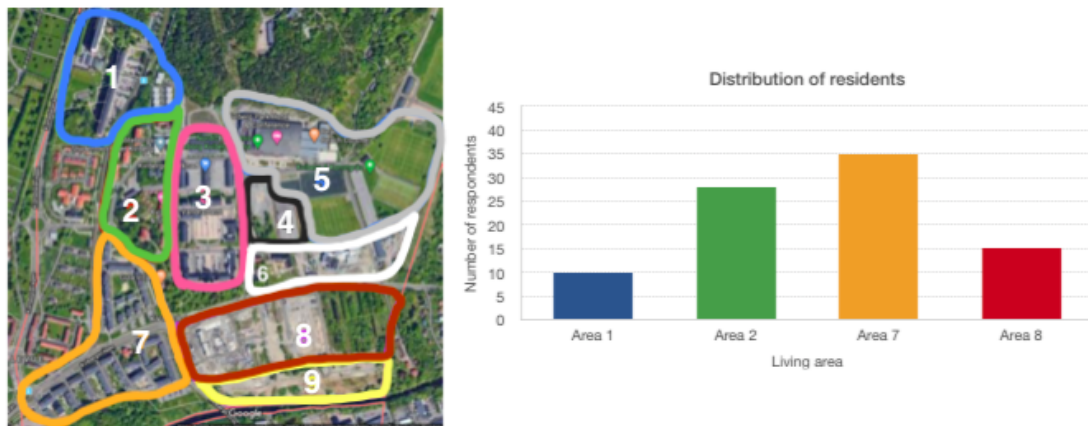 1
2
3
4
5
6
7
8
9
Google
Distribution of residents
Number of respondents
45
40
35
30
25
20
15
10
5
0
Area 1
Area 2
Area 7
Area 8
Living area